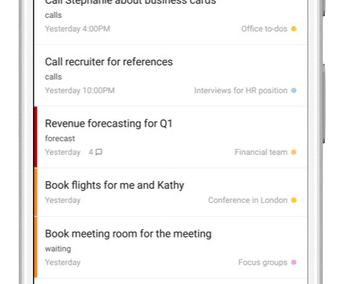 Call Stephanie about business cards
calls
Yesterday 4:00PM Office to-dos
Call recruiter for references
calls
Yesterday 10:00PM Interviews for HR position
Revenue forecasting for Q1
forecast
Yesterday 4 Financial team
Book flights for me and Kathy
Yesterday Conference in London
Book meeting room for the meeting
waiting
Yesterday Focus groups